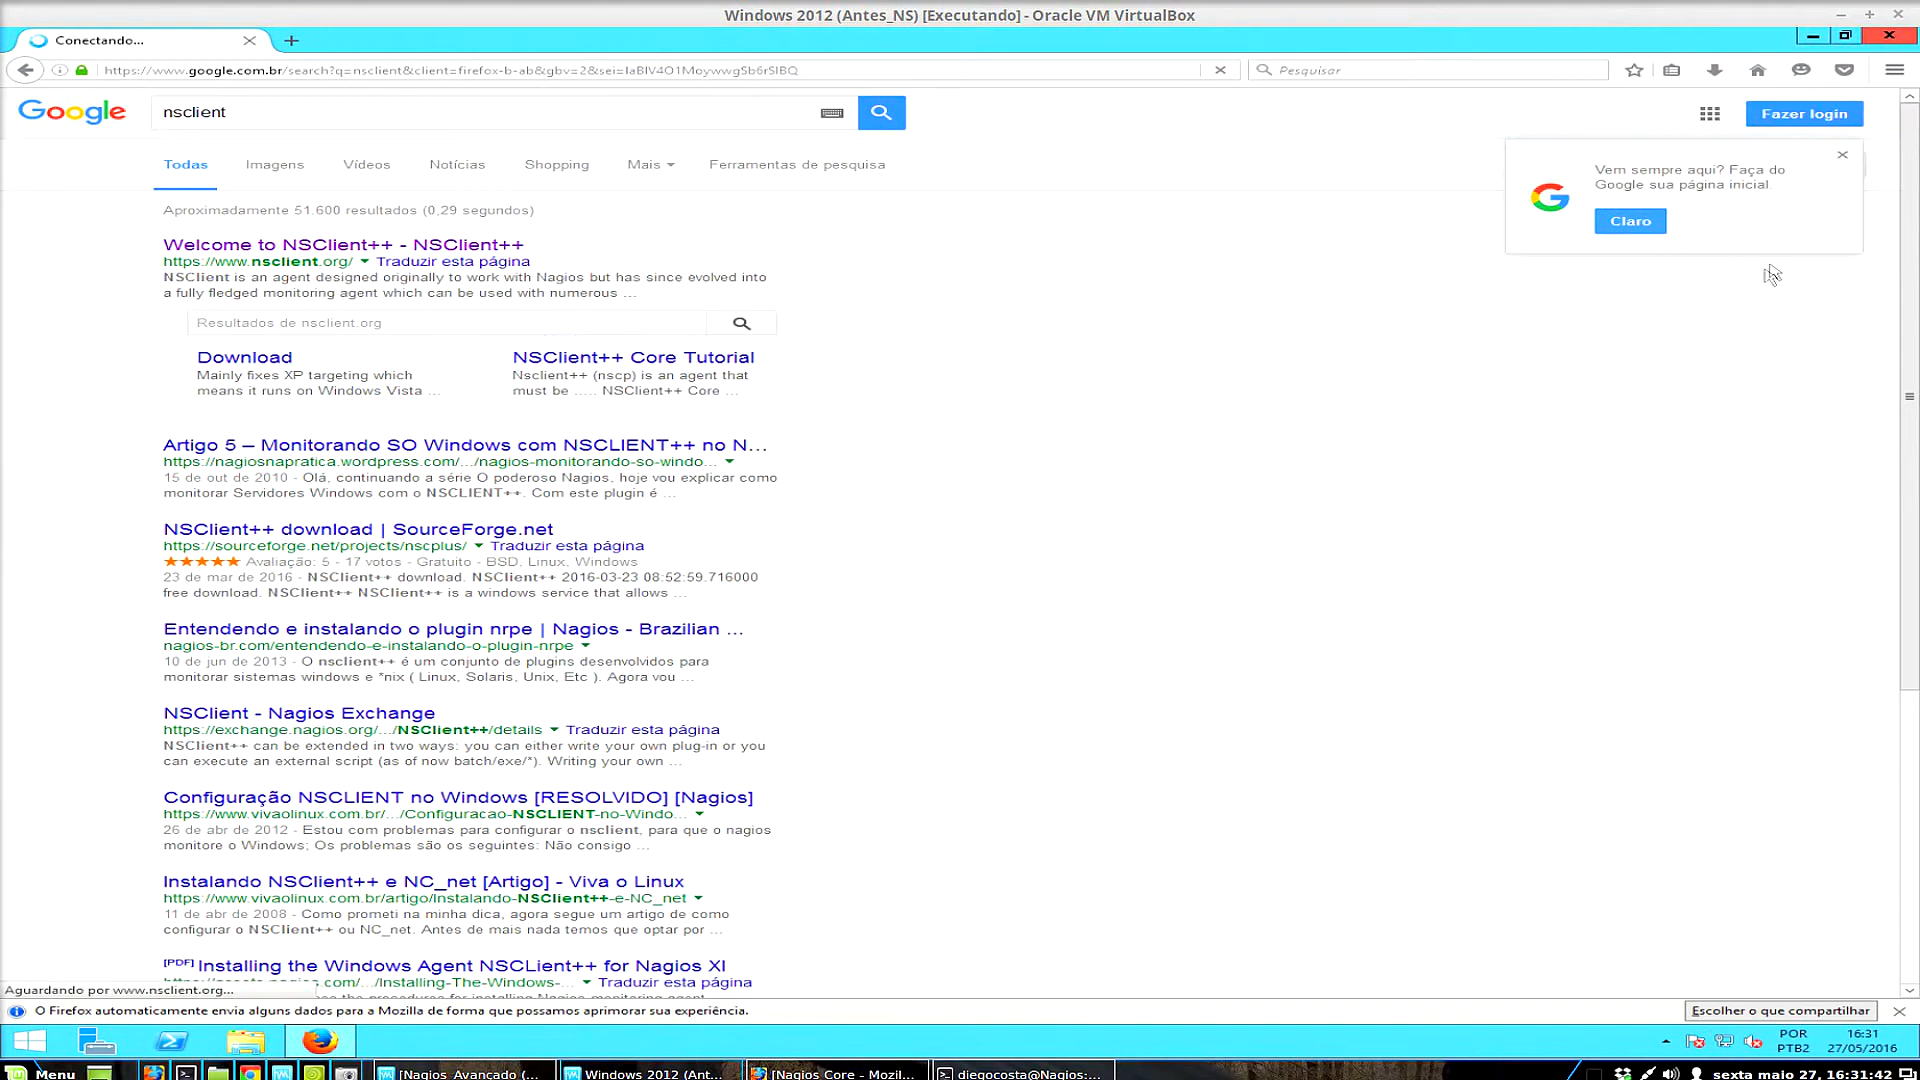 Windows 2012 (Antes_NS) [Executando] - Oracle VM VirtualBox
Conectando...
https://www.google.com.br/search?q=nsclient&client=firefox-b-ab&gbv=2&sei=
Pesquisar
Google
nsclient
Fazer login
Todas Imagens Vídeos Notícias Shopping Mais Ferramentas de pesquisa
Vem sempre aqui? Faça do
Google sua página inicial.
Claro
Aproximadamente 51.600 resultados (0,29 segundos)
Welcome to NSClient++ - NSClient++
https://www.nsclient.org/ Traduzir esta página
NSClient is an agent designed originally to work with Nagios but has since evolved into
a fully fledged monitoring agent which can be used with numerous ...
Resultados de nsclient.org
Download NSClient++ Core Tutorial
Mainly fixes XP targeting which Nsclient++ (nscp) is an agent that
means it runs on Windows Vista ... must be ..... NSClient++ Core ...
Artigo 5 – Monitorando SO Windows com NSCLIENT++ no N...
https://nagiosnapratica.wordpress.com/.../nagios-monitorando-so-windo...
15 de out de 2010 - Olá, continuando a série O poderoso Nagios, hoje vou explicar como
monitorar Servidores Windows com o NSCLIENT++. Com este plugin é ...
NSClient++ download | SourceForge.net
https://sourceforge.net/projects/nscplus/ Traduzir esta página
Avaliação: 5 - 17 votos - Gratuito - BSD, Linux, Windows
23 de mar de 2016 - NSClient++ download. NSClient++ 2016-03-23 08:52:59.716000
free download. NSClient++ NSClient++ is a windows service that allows ...
Entendendo e instalando o plugin nrpe | Nagios - Brazilian ...
nagios-br.com/entendendo-e-instalando-o-plugin-nrpe
10 de jun de 2013 - O nsclient++ é um conjunto de plugins desenvolvidos para
monitorar sistemas windows e *nix ( Linux, Solaris, Unix, Etc ). Agora vou ...
NSClient - Nagios Exchange
https://exchange.nagios.org/.../NSClient++/details Traduzir esta página
NSClient++ can be extended in two ways: you can either write your own plug-in or you
can execute an external script (as of now batch/exe/*). Writing your own ...
Configuração NSCLIENT no Windows [RESOLVIDO] [Nagios]
https://www.vivaolinux.com.br/.../Configuracao-NSCLIENT-no-Windo...
26 de abr de 2012 - Estou com problemas para configurar o nsclient, para que o nagios
monitore o Windows; Os problemas são os seguintes: Não consigo ...
Instalando NSClient++ e NC_net [Artigo] - Viva o Linux
https://www.vivaolinux.com.br/artigo/Instalando-NSClient++-e-NC_net
11 de abr de 2008 - Como prometi na minha dica, agora segue um artigo de como
configurar o NSClient++ ou NC_net. Antes de mais nada temos que optar por ...
[PDF] Installing the Windows Agent NSCLient++ for Nagios XI
https://assets.nagios.com/.../Installing-The-Windows-... Traduzir esta página
Aguardando por www.nsclient.org...
the procedures for installing Nagios monitoring agent
O Firefox automaticamente envia alguns dados para a Mozilla de forma que possamos aprimorar sua experiência.
Escolher o que compartilhar
POR 16:31
PTB2 27/05/2016
Menu [Nagios Avançado (... Windows 2012 (Ant... [Nagios Core - Mozil... diegocosta@Nagios:... sexta maio 27, 16:31:42